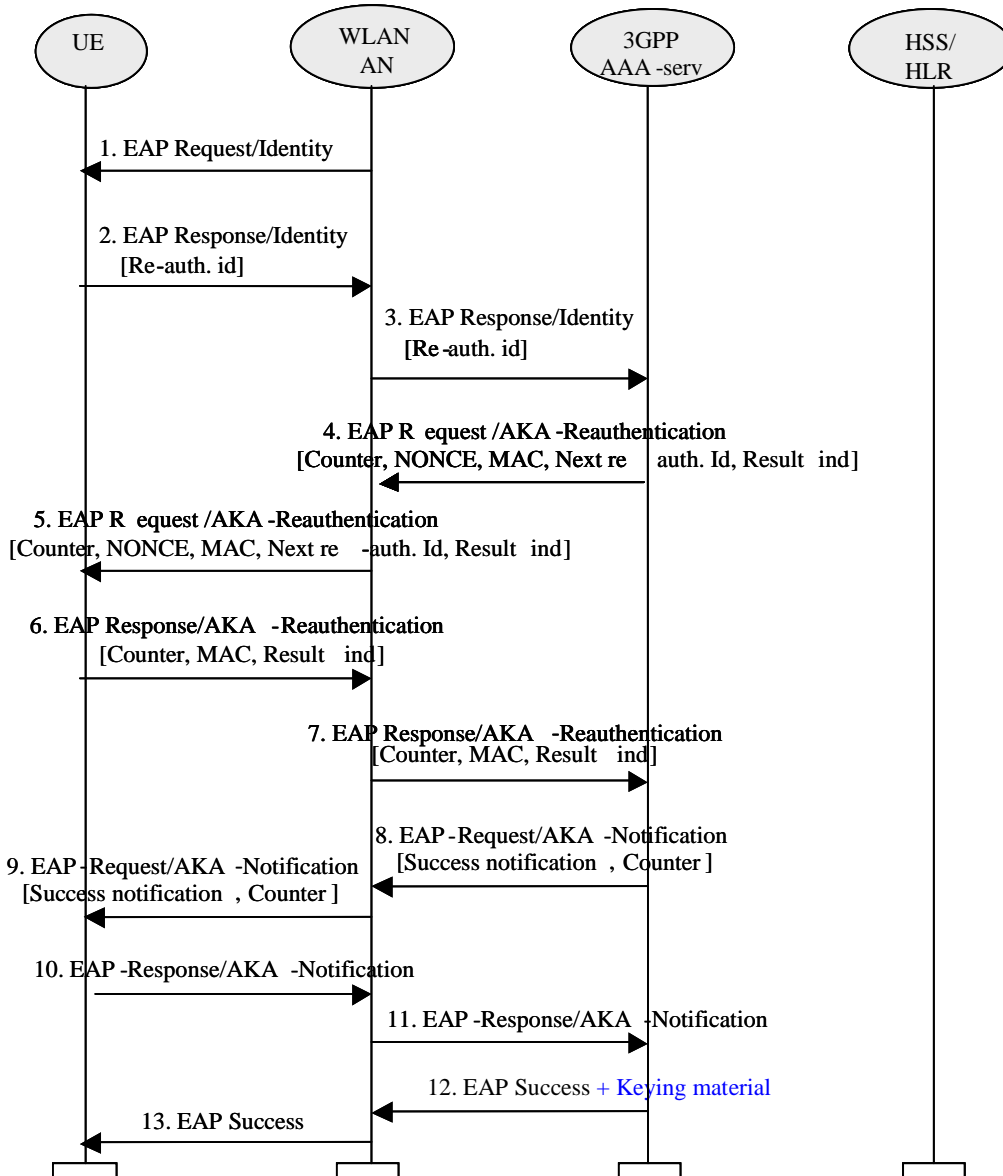 UE
WLAN
AN
3GPP
AAA -serv
HSS/
HLR
1. EAP Request/Identity
2. EAP Response/Identity
[Re-auth. id]
3. EAP Response/Identity
[Re-auth. id]
4. EAP R equest /AKA -Reauthentication
[Counter, NONCE, MAC, Next re auth. Id, Result ind]
5. EAP R equest /AKA -Reauthentication
[Counter, NONCE, MAC, Next re -auth. Id, Result ind]
6. EAP Response/AKA -Reauthentication
[Counter, MAC, Result ind]
7. EAP Response/AKA -Reauthentication
[Counter, MAC, Result ind]
8. EAP -Request/AKA -Notification
[Success notification , Counter ]
9. EAP -Request/AKA -Notification
[Success notification , Counter ]
10. EAP -Response/AKA -Notification
11. EAP -Response/AKA -Notification
12. EAP Success + Keying material
13. EAP Success